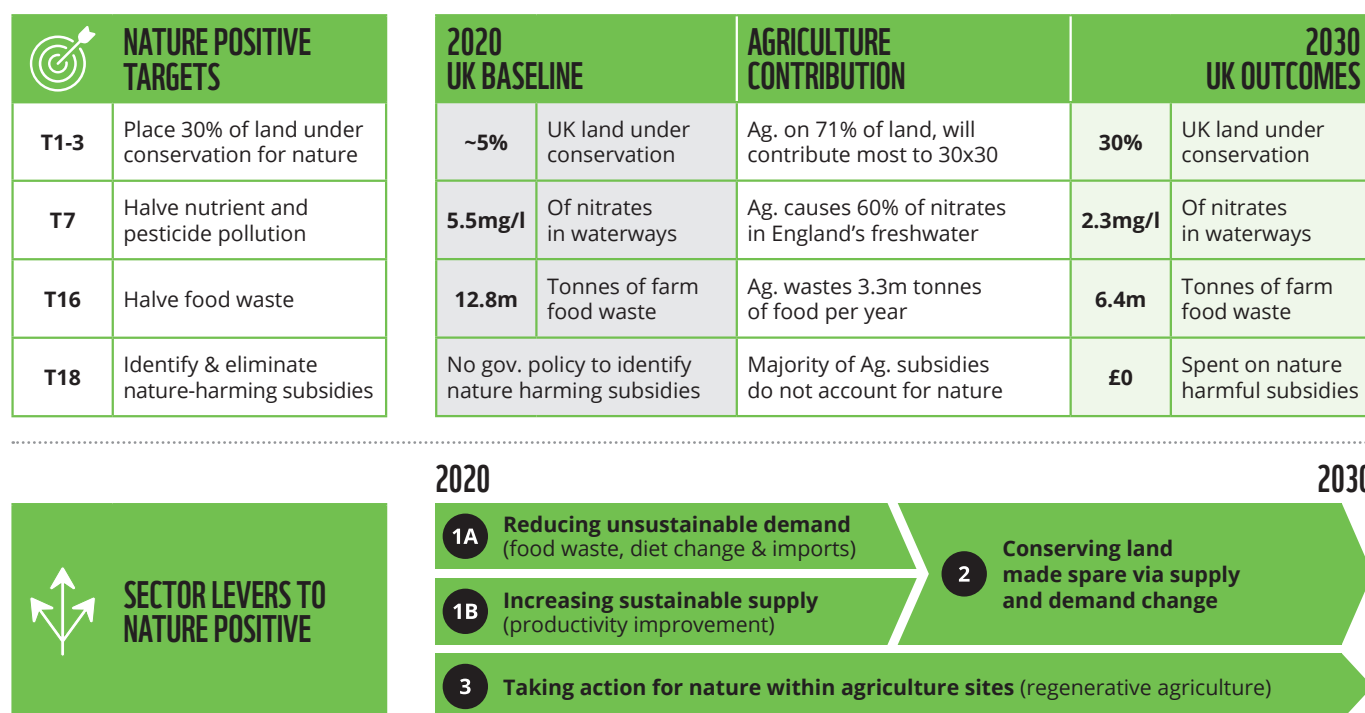 NATURE POSITIVE
TARGETS
T1-3
Place 30% of land under
conservation for nature
T7
Halve nutrient and
pesticide pollution
T16
Halve food waste
T18
Identify & eliminate
nature-harming subsidies
2020
UK BASELINE
AGRICULTURE
CONTRIBUTION
2030
UK OUTCOMES
~5%
UK land under
conservation
Ag. on 71% of land, will
contribute most to 30x30
30%
UK land under
conservation
5.5mg/l
Of nitrates
in waterways
Ag. causes 60% of nitrates
in England’s freshwater
2.3mg/l
Of nitrates
in waterways
12.8m
Tonnes of farm
food waste
Ag. wastes 3.3m tonnes
of food per year
6.4m
Tonnes of farm
food waste
No gov. policy to identify
nature harming subsidies
Majority of Ag. subsidies
do not account for nature
£0
Spent on nature
harmful subsidies
2020
2030
SECTOR LEVERS TO
NATURE POSITIVE
1A
Reducing unsustainable demand
(food waste, diet change & imports)
1B
Increasing sustainable supply
(productivity improvement)
2
Conserving land
made spare via supply
and demand change
3
Taking action for nature within agriculture sites (regenerative agriculture)